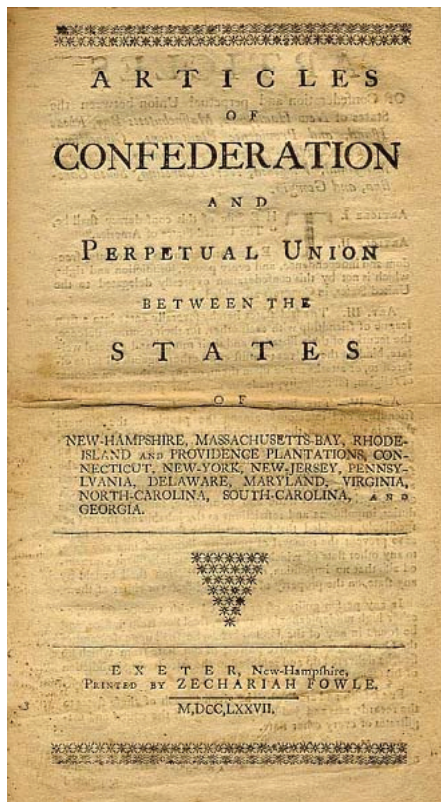 ARTICLES
OF
CONFEDERATION
AND
PERPETUAL UNION
BETWEEN THE
STATES
OF
NEW-HAMPSHIRE, MASSACHUSETTS-BAY, RHODE-
ISLAND AND PROVIDENCE PLANTATIONS, CON-
NECTICUT, NEW-YORK, NEW-JERSEY, PENNSY-
LVANIA, DELAWARE, MARYLAND, VIRGINIA,
NORTH-CAROLINA, SOUTH-CAROLINA, AND
GEORGIA.
EXETER, New-Hampſhire,
PRINTED BY ZECHARIAH FOWLE.
M,DCC,LXXVII.